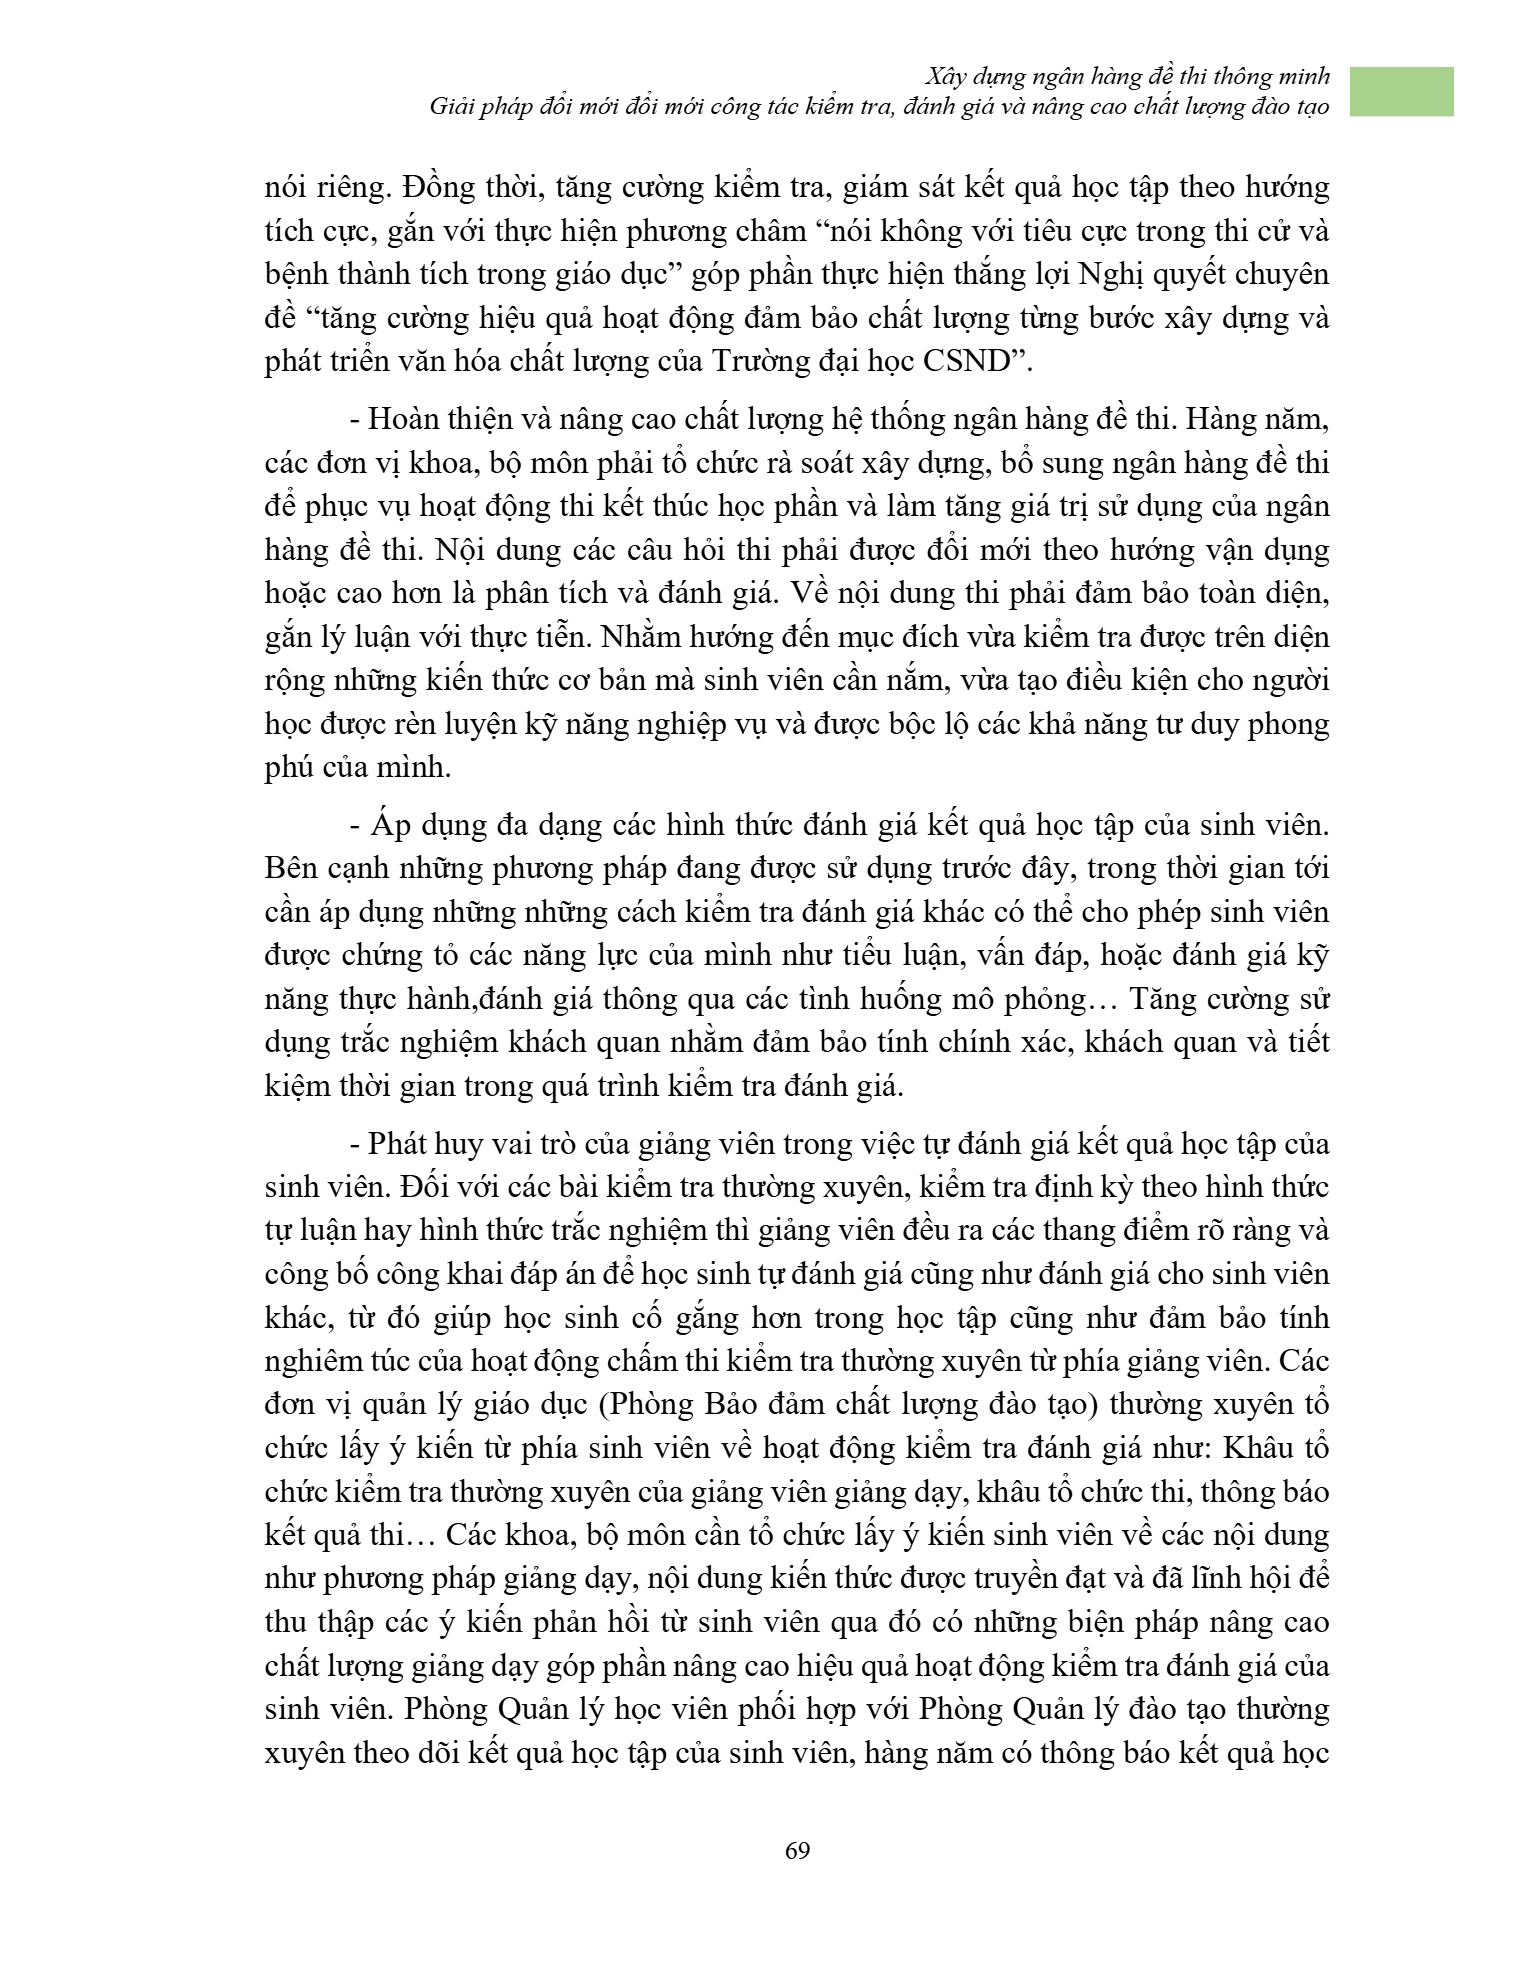 Xây dựng ngân hàng đề thi thông minh
Giải pháp đổi mới đổi mới công tác kiểm tra, đánh giá và nâng cao chất lượng đào tạo
nói riêng. Đồng thời, tăng cường kiểm tra, giám sát kết quả học tập theo hướng
tích cực, gắn với thực hiện phương châm “nói không với tiêu cực trong thi cử và
bệnh thành tích trong giáo dục” góp phần thực hiện thắng lợi Nghị quyết chuyên
đề “tăng cường hiệu quả hoạt động đảm bảo chất lượng từng bước xây dựng và
phát triển văn hóa chất lượng của Trường đại học CSND”.
- Hoàn thiện và nâng cao chất lượng hệ thống ngân hàng đề thi. Hàng năm,
các đơn vị khoa, bộ môn phải tổ chức rà soát xây dựng, bổ sung ngân hàng đề thi
để phục vụ hoạt động thi kết thúc học phần và làm tăng giá trị sử dụng của ngân
hàng đề thi. Nội dung các câu hỏi thi phải được đổi mới theo hướng vận dụng
hoặc cao hơn là phân tích và đánh giá. Về nội dung thi phải đảm bảo toàn diện,
gắn lý luận với thực tiễn. Nhằm hướng đến mục đích vừa kiểm tra được trên diện
rộng những kiến thức cơ bản mà sinh viên cần nắm, vừa tạo điều kiện cho người
học được rèn luyện kỹ năng nghiệp vụ và được bộc lộ các khả năng tư duy phong
phú của mình.
- Áp dụng đa dạng các hình thức đánh giá kết quả học tập của sinh viên.
Bên cạnh những phương pháp đang được sử dụng trước đây, trong thời gian tới
cần áp dụng những những cách kiểm tra đánh giá khác có thể cho phép sinh viên
được chứng tỏ các năng lực của mình như tiểu luận, vấn đáp, hoặc đánh giá kỹ
năng thực hành,đánh giá thông qua các tình huống mô phỏng… Tăng cường sử
dụng trắc nghiệm khách quan nhằm đảm bảo tính chính xác, khách quan và tiết
kiệm thời gian trong quá trình kiểm tra đánh giá.
- Phát huy vai trò của giảng viên trong việc tự đánh giá kết quả học tập của
sinh viên. Đối với các bài kiểm tra thường xuyên, kiểm tra định kỳ theo hình thức
tự luận hay hình thức trắc nghiệm thì giảng viên đều ra các thang điểm rõ ràng và
công bố công khai đáp án để học sinh tự đánh giá cũng như đánh giá cho sinh viên
khác, từ đó giúp học sinh cố gắng hơn trong học tập cũng như đảm bảo tính
nghiêm túc của hoạt động chấm thi kiểm tra thường xuyên từ phía giảng viên. Các
đơn vị quản lý giáo dục (Phòng Bảo đảm chất lượng đào tạo) thường xuyên tổ
chức lấy ý kiến từ phía sinh viên về hoạt động kiểm tra đánh giá như: Khâu tổ
chức kiểm tra thường xuyên của giảng viên giảng dạy, khâu tổ chức thi, thông báo
kết quả thi… Các khoa, bộ môn cần tổ chức lấy ý kiến sinh viên về các nội dung
như phương pháp giảng dạy, nội dung kiến thức được truyền đạt và đã lĩnh hội để
thu thập các ý kiến phản hồi từ sinh viên qua đó có những biện pháp nâng cao
chất lượng giảng dạy góp phần nâng cao hiệu quả hoạt động kiểm tra đánh giá của
sinh viên. Phòng Quản lý học viên phối hợp với Phòng Quản lý đào tạo thường
xuyên theo dõi kết quả học tập của sinh viên, hàng năm có thông báo kết quả học
69